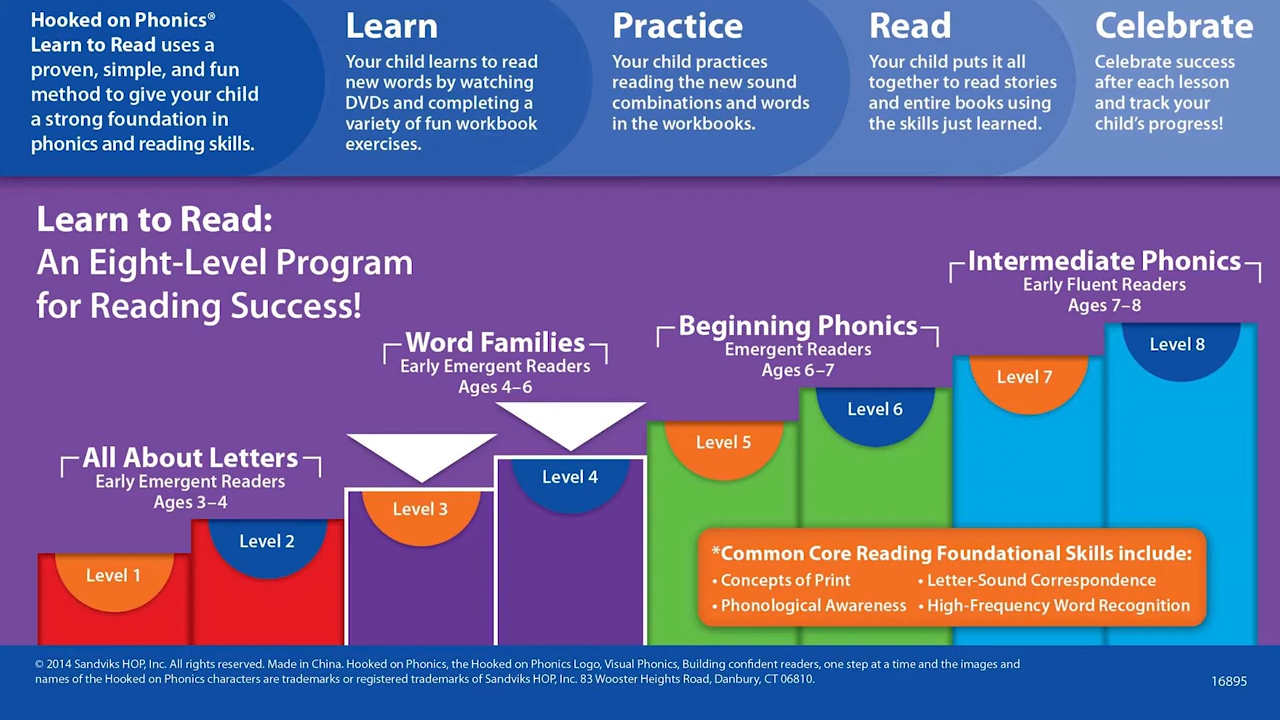 Hooked on Phonics®
Learn to Read uses a
proven, simple, and fun
method to give your child
a strong foundation in
phonics and reading skills.
Learn
Your child learns to read
new words by watching
DVDs and completing a
variety of fun workbook
exercises.
Practice
Your child practices
reading the new sound
combinations and words
in the workbooks.
Read
Your child puts it all
together to read stories
and entire books using
the skills just learned.
Celebrate
Celebrate success
after each lesson
and track your
child's progress!
Learn to Read:
An Eight-Level Program
for Reading Success!
All About Letters
Early Emergent Readers
Ages 3–4
Level 1
Level 2
Word Families
Early Emergent Readers
Ages 4–6
Level 3
Level 4
Beginning Phonics
Emergent Readers
Ages 6–7
Level 5
Level 6
Intermediate Phonics
Early Fluent Readers
Ages 7–8
Level 7
Level 8
*Common Core Reading Foundational Skills include:
• Concepts of Print
• Letter-Sound Correspondence
• Phonological Awareness
• High-Frequency Word Recognition
© 2014 Sandviks HOP, Inc. All rights reserved. Made in China. Hooked on Phonics, the Hooked on Phonics Logo, Visual Phonics, Building confident readers, one step at a time and the images and
names of the Hooked on Phonics characters are trademarks or registered trademarks of Sandviks HOP, Inc. 83 Wooster Heights Road, Danbury, CT 06810.
16895